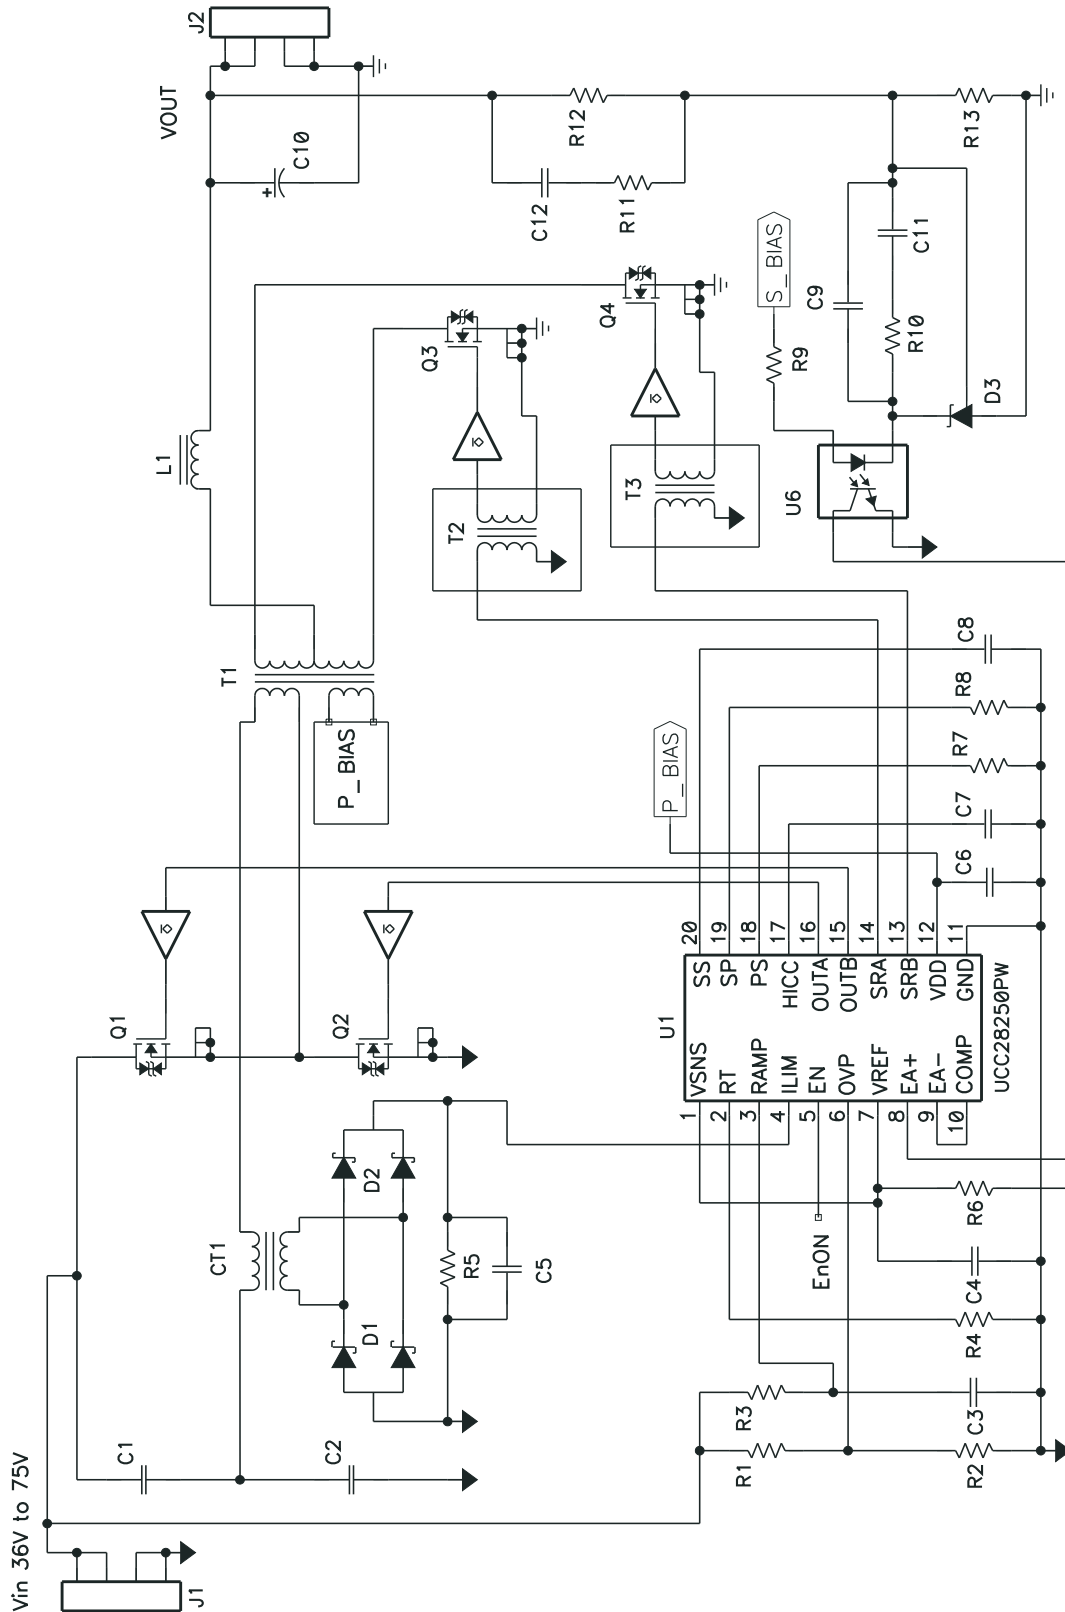 Vin 36V to 75V
J1
C1
C2
CT1
D1
D2
R5
C5
Q1
Q2
T1
P_BIAS
L1
VOUT
C10
J2
T2
Q3
T3
Q4
C12
R11
R12
S_BIAS
R9
C9
C11
R10
R13
D3
U6
P_BIAS
C8
R8
R7
C7
C6
U1
UCC28250PW
20 SS
19 SP
18 PS
17 HICC
16 OUTA
15 OUTB
14 SRA
13 SRB
12 VDD
11 GND
1 VSNS
2 RT
3 RAMP
4 ILIM
5 EN
6 OVP
7 VREF
8 EA+
9 EA-
10 COMP
EnON
R6
C4
R4
R3
C3
R1
R2